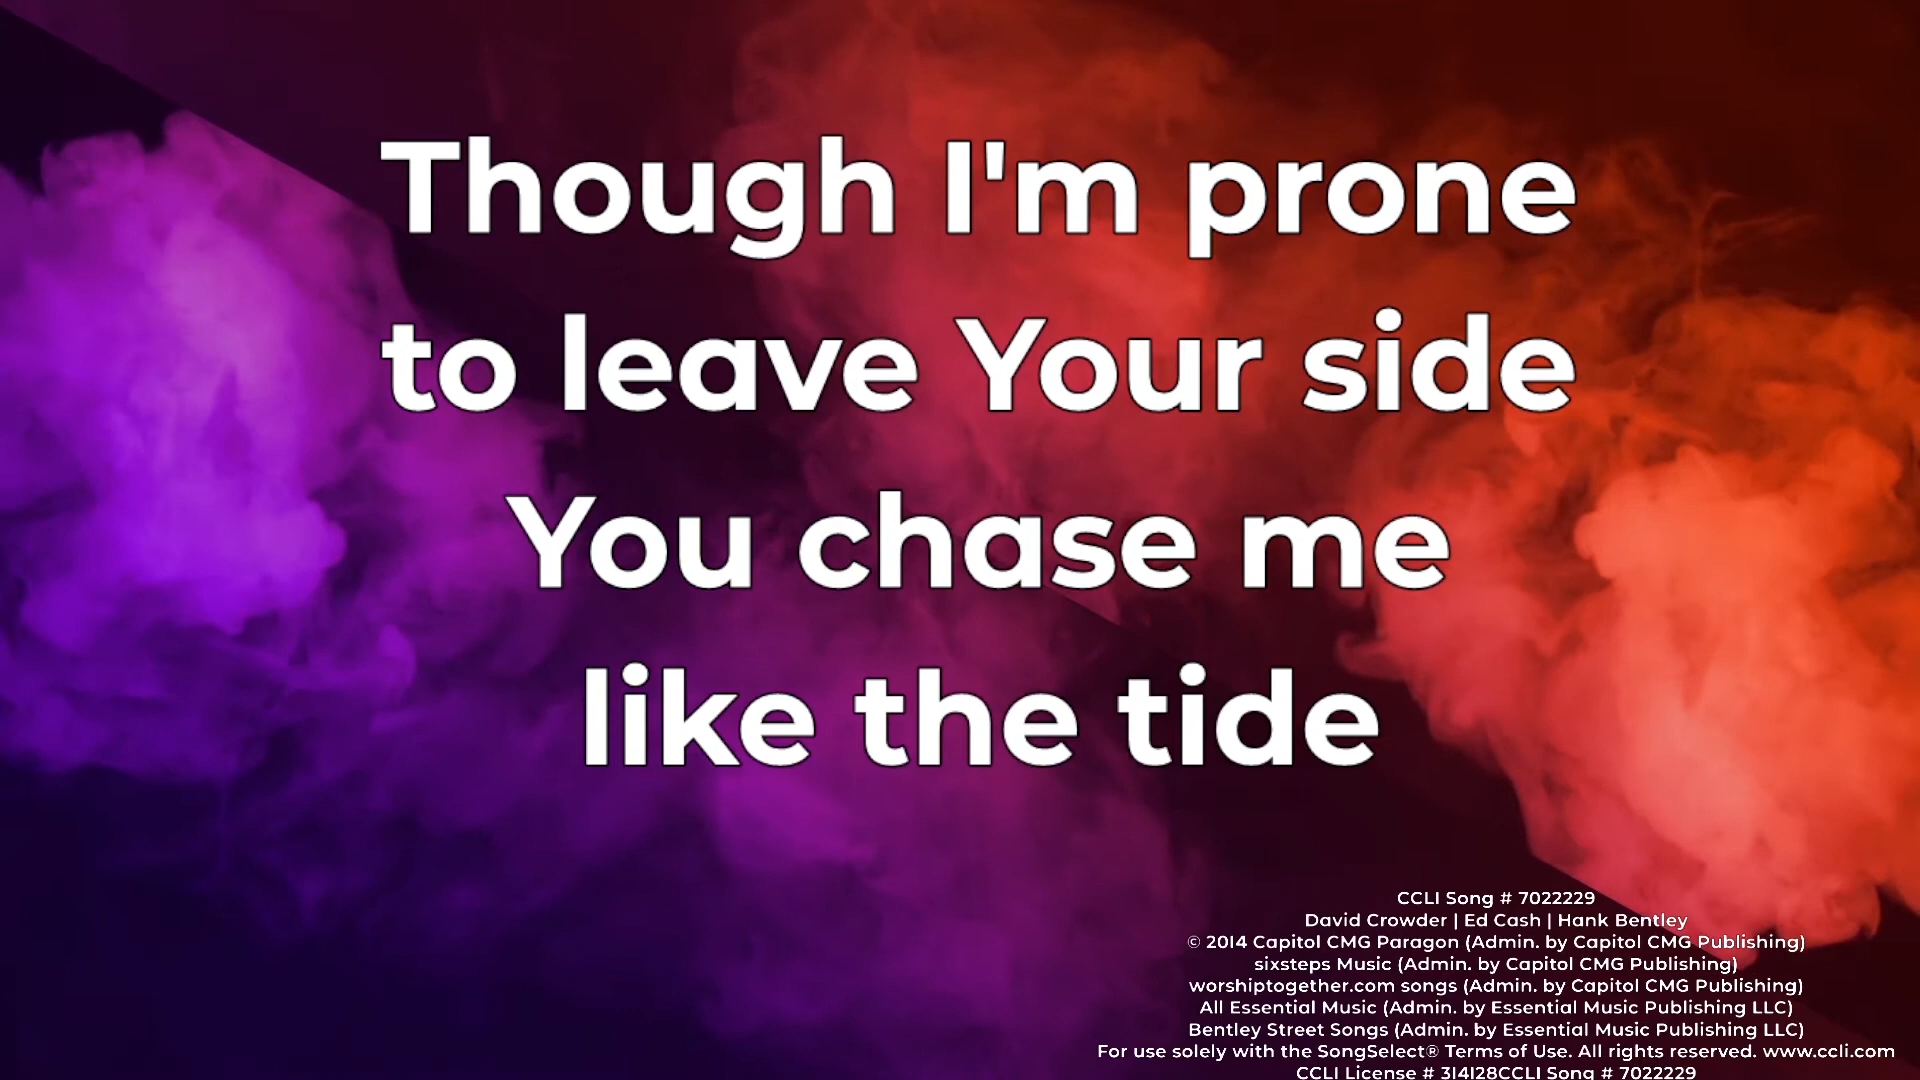 Though I'm prone
to leave Your side
You chase me
like the tide
CCLI Song # 7022229
David Crowder | Ed Cash | Hank Bentley
© 2014 Capitol CMG Paragon (Admin. by Capitol CMG Publishing)
sixsteps Music (Admin. by Capitol CMG Publishing)
worshiptogether.com songs (Admin. by Capitol CMG Publishing)
All Essential Music (Admin. by Essential Music Publishing LLC)
Bentley Street Songs (Admin. by Essential Music Publishing LLC)
For use solely with the SongSelect® Terms of Use. All rights reserved. www.ccli.com
CCLI License # 314128CCLI Song # 7022229